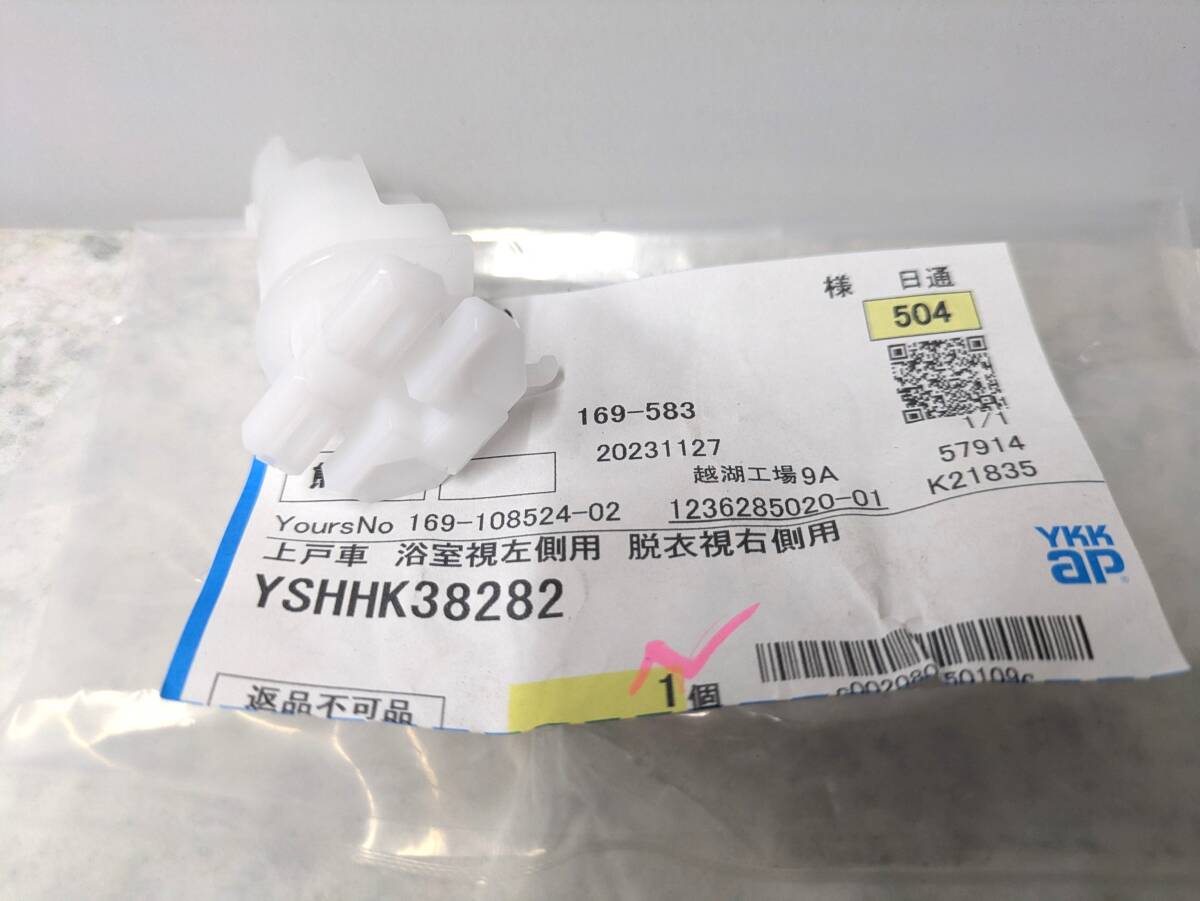 様 日通
504
169-583
1/1
20231127
57914
越湖工場9A
K21835
YoursNo 169-108524-02 1236285020-01
上戸車 浴室視左側用 脱衣視右側用
YKK
ap
YSHHK38282
返品不可品
1個